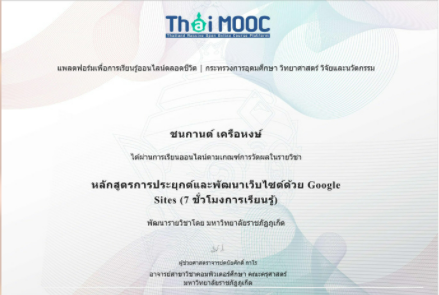 Thai MOOC
Thailand Massive Open Online Course Platform
แพลตฟอร์มเพื่อการเรียนรู้ออนไลน์ตลอดชีวิต | กระทรวงการอุดมศึกษา วิทยาศาสตร์ วิจัยและนวัตกรรม
ชนกานต์ เครือหงษ์
ได้ผ่านการเรียนออนไลน์ตามเกณฑ์การวัดผลในรายวิชา
หลักสูตรการประยุกต์และพัฒนาเว็บไซต์ด้วย Google
Sites (7 ชั่วโมงการเรียนรู้)
พัฒนารายวิชาโดย มหาวิทยาลัยราชภัฏภูเก็ต
ผู้ช่วยศาสตราจารย์
อาจารย์สาขาวิชาคอมพิวเตอร์ศึกษา คณะครุศาสตร์
มหาวิทยาลัยราชภัฏภูเก็ต